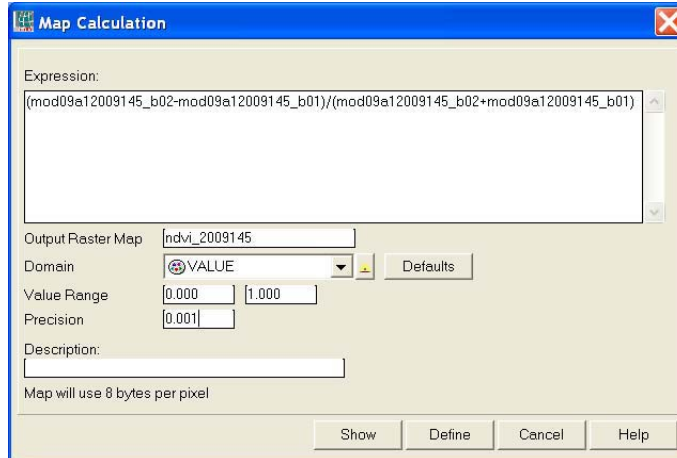 Map Calculation
Expression:
(mod09a12009145_b02-mod09a12009145_b01)/(mod09a12009145_b02+mod09a12009145_b01)
Output Raster Map ndvi_2009145
Domain VALUE Defaults
Value Range 0.000 1.000
Precision 0.001
Description:
Map will use 8 bytes per pixel
Show Define Cancel Help